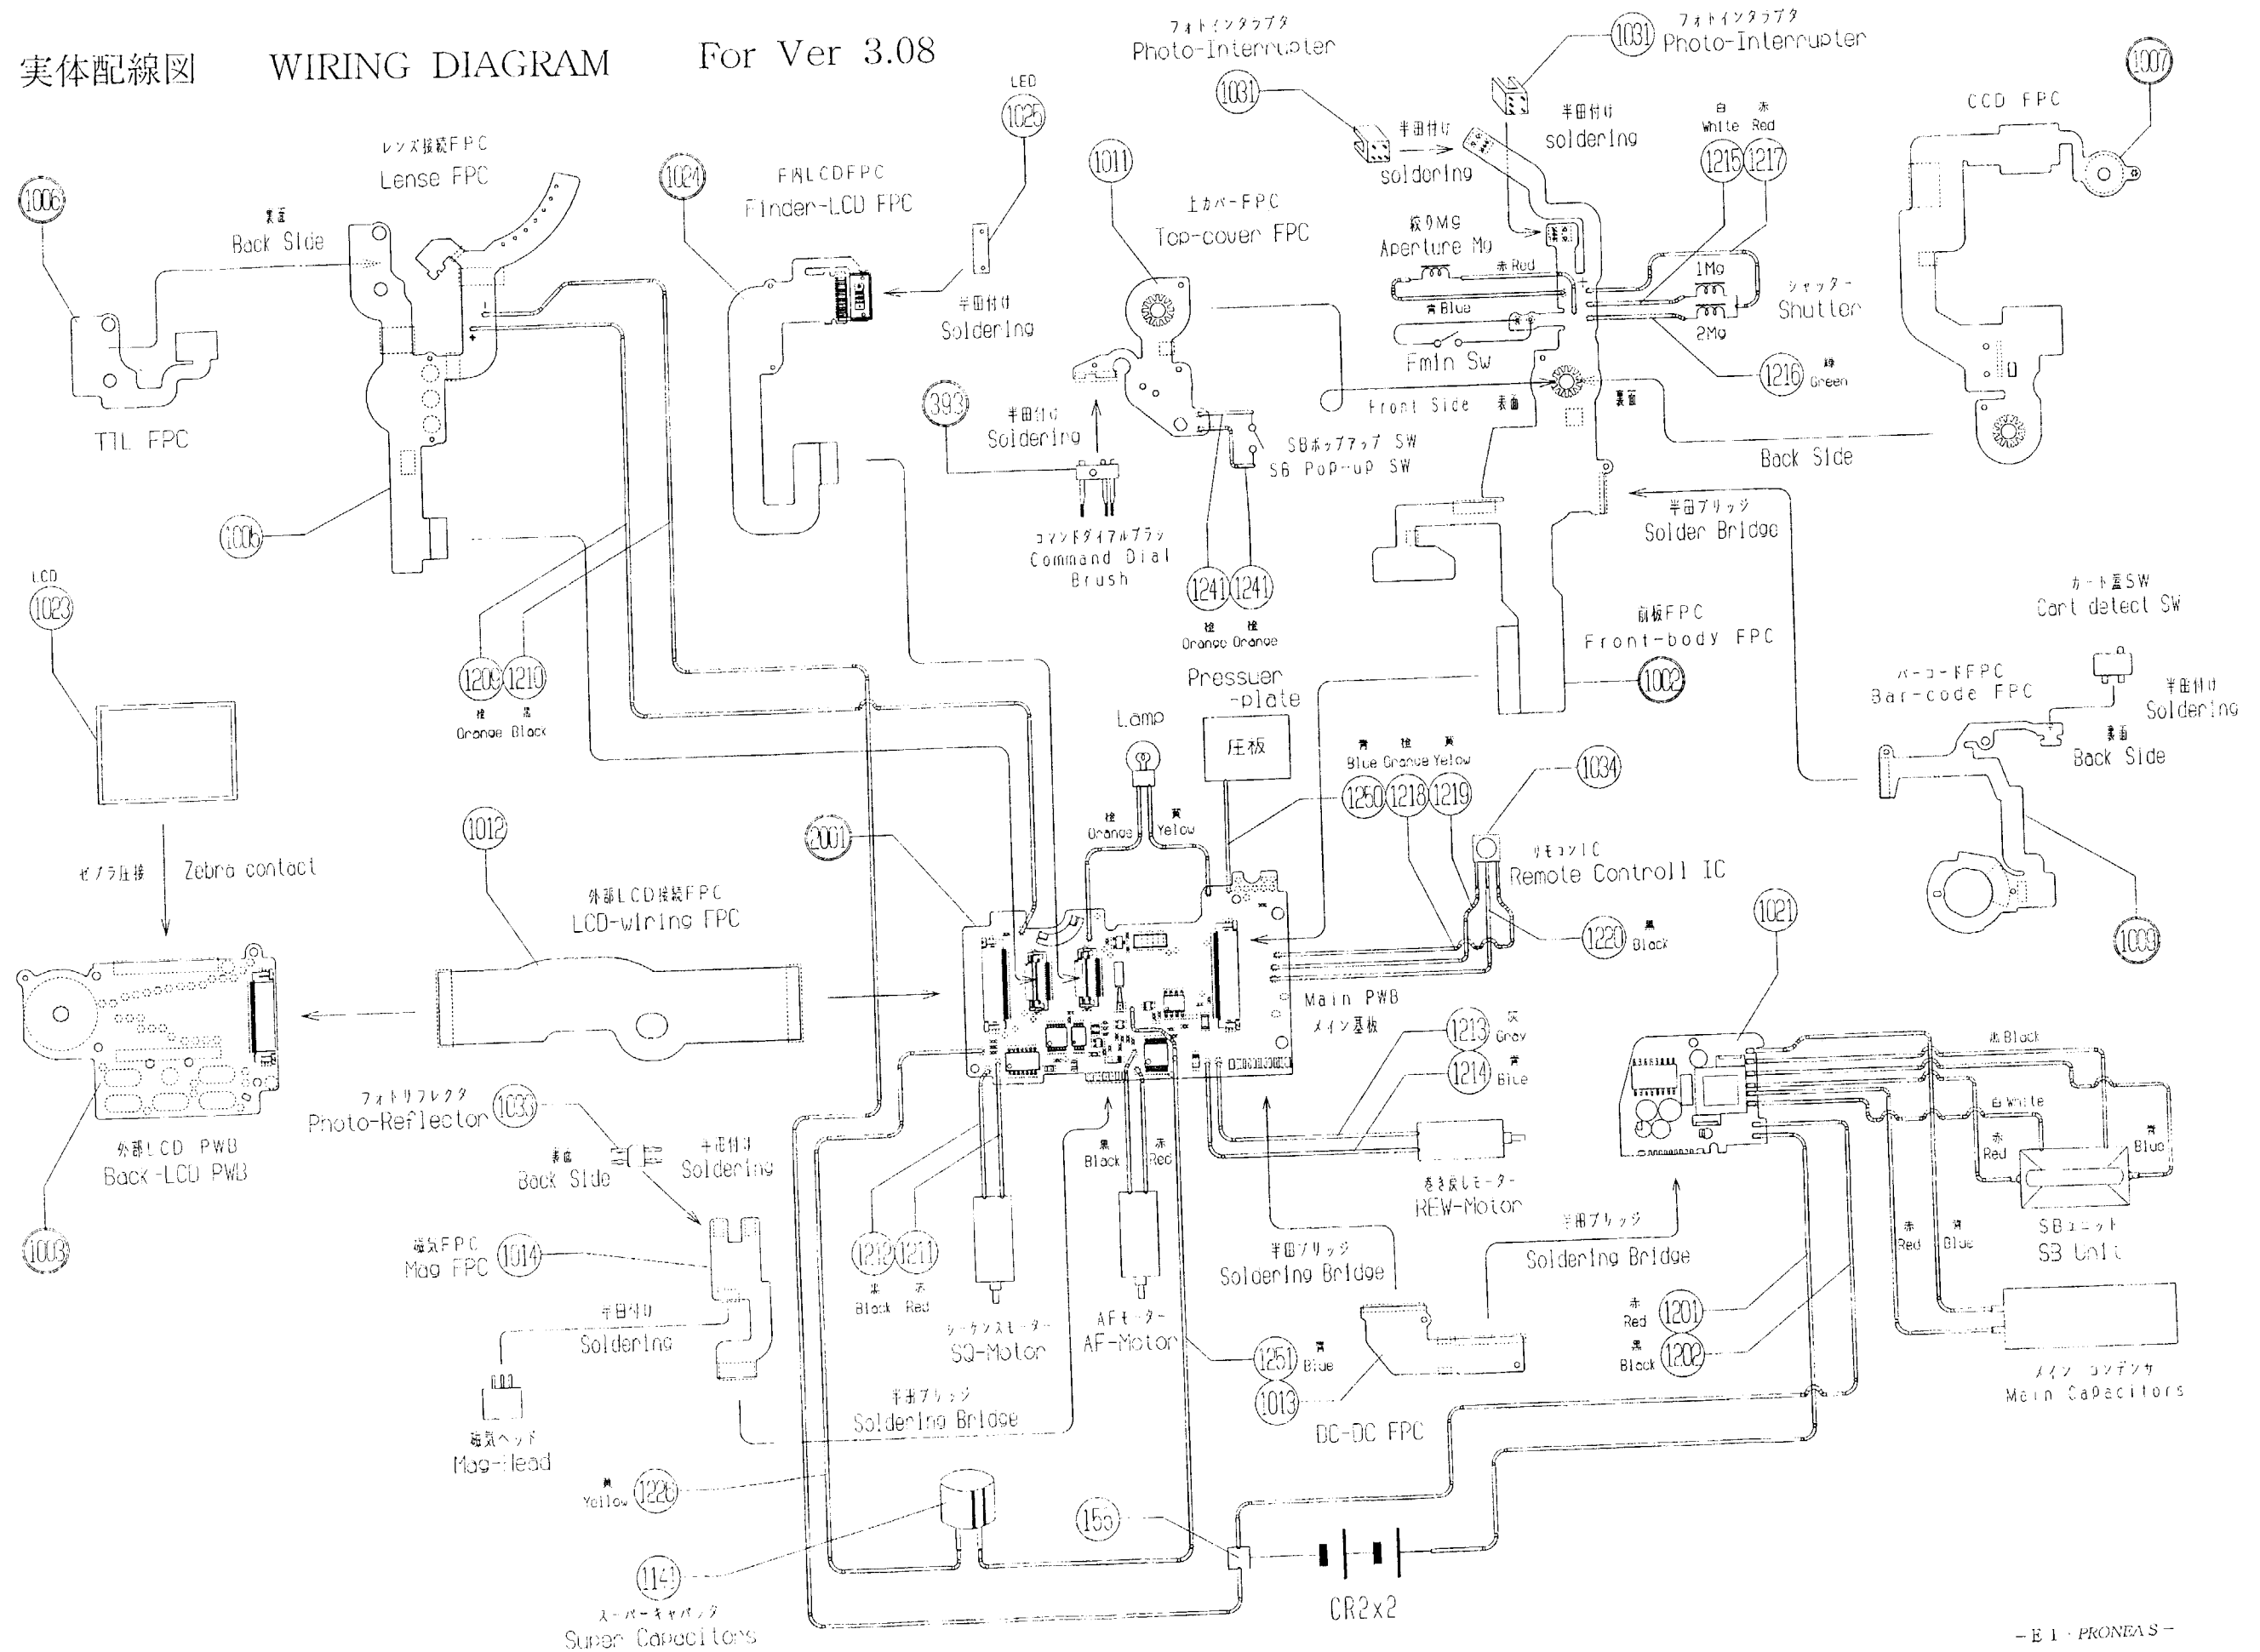 実体配線図 WIRING DIAGRAM For Ver 3.08
フォトインタラプタ
Photo-Interrupter
1031
1031
フォトインタラプタ
Photo-Interrupter
半田付け
soldering
半田付け
soldering
白
White
1215
赤
Red
1217
CCD FPC
1007
1006
裏面
Back Side
TTL FPC
レンズ接続FPC
Lense FPC
1005
1024
F内LCDFPC
Finder-LCD FPC
LED
1025
半田付け
Soldering
1011
上カバーFPC
Top-cover FPC
393
半田付け
Soldering
コマンドダイアルブラシ
Command Dial
Brush
SBポップアップ SW
SB Pop-up SW
1241
1241
橙 橙
Orange Orange
絞りMg
Aperture Mg
赤 Red
青 Blue
Fmin Sw
1Mg
2Mg
シャッター
Shutter
1216
緑
Green
Front Side 表面
裏面
Back Side
半田ブリッジ
Solder Bridge
前板FPC
Front-body FPC
1002
カート蓋SW
Cart detect SW
バーコードFPC
Bar-code FPC
半田付け
Soldering
裏面
Back Side
1009
LCD
1023
ゼブラ圧接
Zebra contact
1209
1210
橙 黒
Orange Black
1012
外部LCD接続FPC
LCD-wiring FPC
2001
Lamp
橙
Orange
黄
Yelow
Pressuer
-plate
圧板
青 橙 黄
Blue Orange Yelow
1250
1218
1219
1034
リモコンIC
Remote Controll IC
1220
黒
Black
Main PWB
メイン基板
1213
灰
Gray
1214
青
Blue
巻き戻しモーター
REW-Motor
1021
黒 Black
白 White
赤
Red
青
Blue
SBユニット
SB Unit
赤
Red
青
Blue
メイン コンデンサ
Main Capacitors
外部LCD PWB
Back-LCD PWB
1003
フォトリフレクタ
Photo-Reflector
1033
Back Side
半田付け
Soldering
磁気FPC
Mag FPC
1014
半田付け
Soldering
磁気ヘッド
Mag-Head
1212
1211
黒 赤
Black Red
シーケンスモーター
SQ-Motor
黒
Black
赤
Red
AFモーター
AF-Motor
半田ブリッジ
Soldering Bridge
半田ブリッジ
Soldering Bridge
半田ブリッジ
Soldering Bridge
1251
青
Blue
1013
DC-DC FPC
赤
Red
1201
黒
Black
1202
黄
Yellow
1226
1141
スーパーキャパシタ
Super Capacitors
CR2x2
－E 1 · PRONEA S－